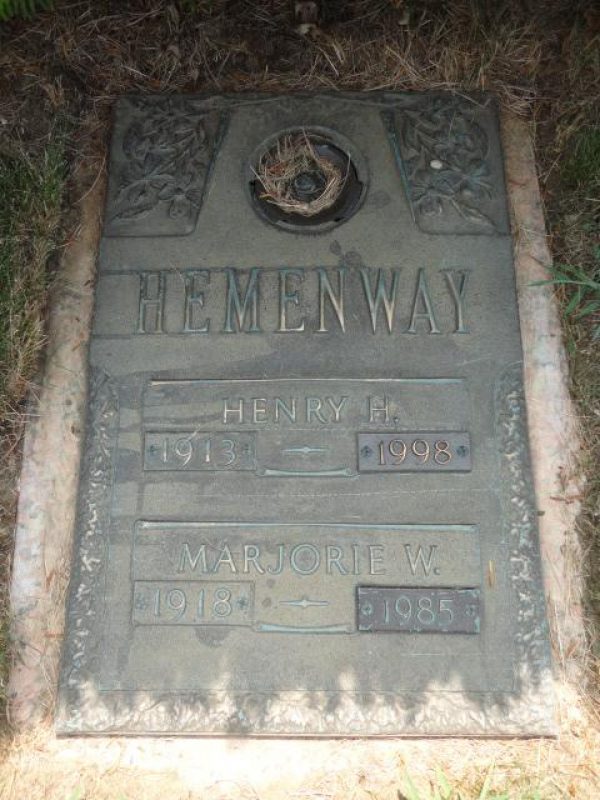 HEMENWAY
HENRY H.
1913 1998
MARJORIE W.
1918 1985